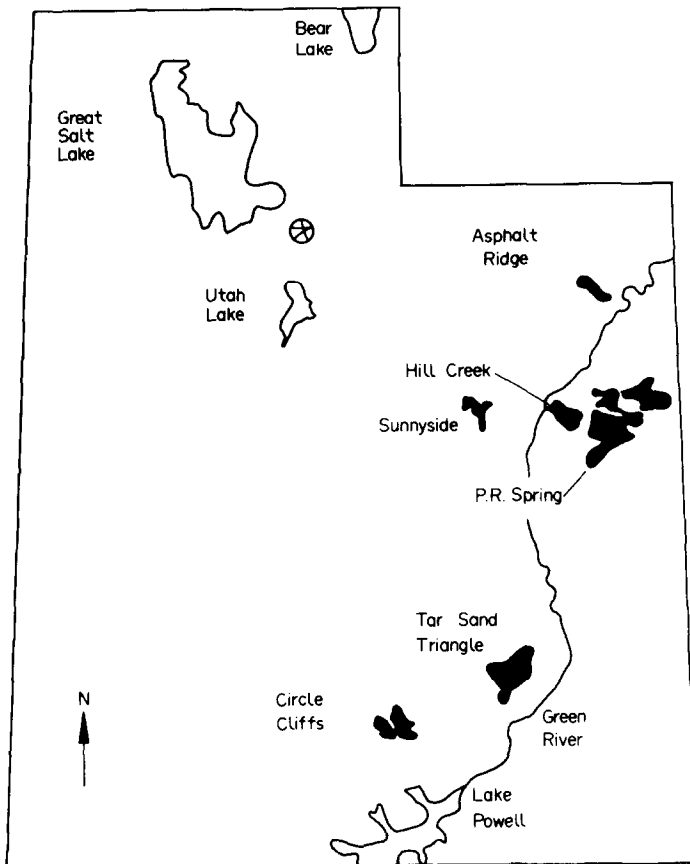 Bear
Lake
Great
Salt
Lake
Asphalt
Ridge
Utah
Lake
Hill Creek
Sunnyside
P.R. Spring
Tar Sand
Triangle
Circle
Cliffs
N
Green
River
Lake
Powell